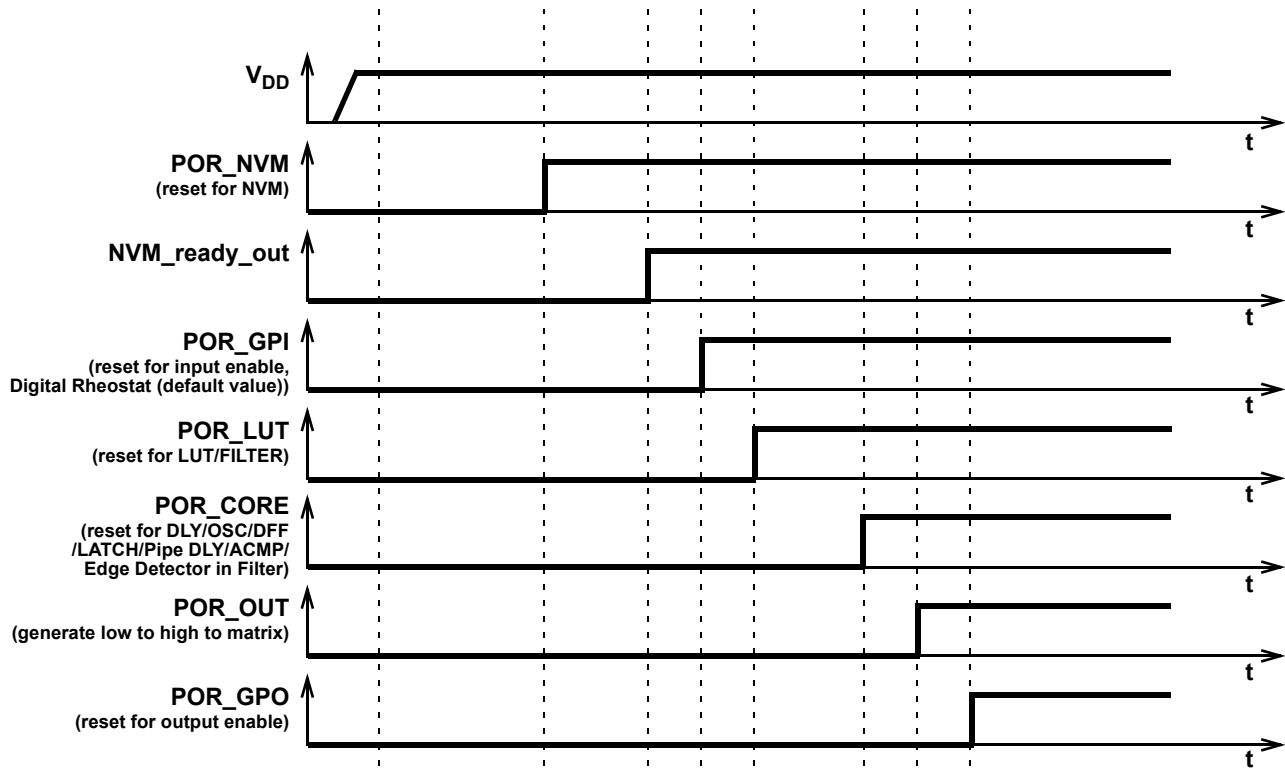 VDD
t
POR_NVM
(reset for NVM)
t
NVM_ready_out
t
POR_GPI
(reset for input enable,
Digital Rheostat (default value))
t
POR_LUT
(reset for LUT/FILTER)
t
POR_CORE
(reset for DLY/OSC/DFF
/LATCH/Pipe DLY/ACMP/
Edge Detector in Filter)
t
POR_OUT
(generate low to high to matrix)
t
POR_GPO
(reset for output enable)
t